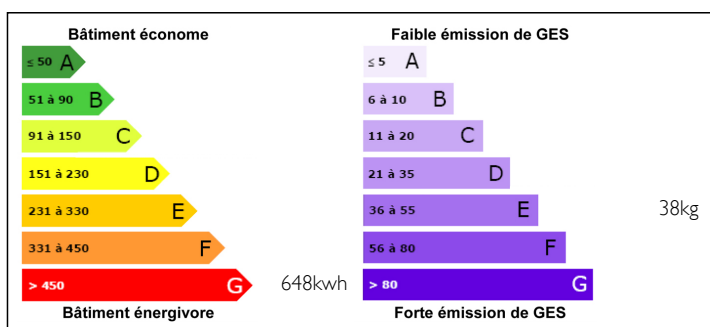 Bâtiment économe
≤ 50 A
51 à 90 B
91 à 150 C
151 à 230 D
231 à 330 E
331 à 450 F
> 450 G 648kwh
Bâtiment énergivore
Faible émission de GES
≤ 5 A
6 à 10 B
11 à 20 C
21 à 35 D
36 à 55 E 38kg
56 à 80 F
> 80 G
Forte émission de GES